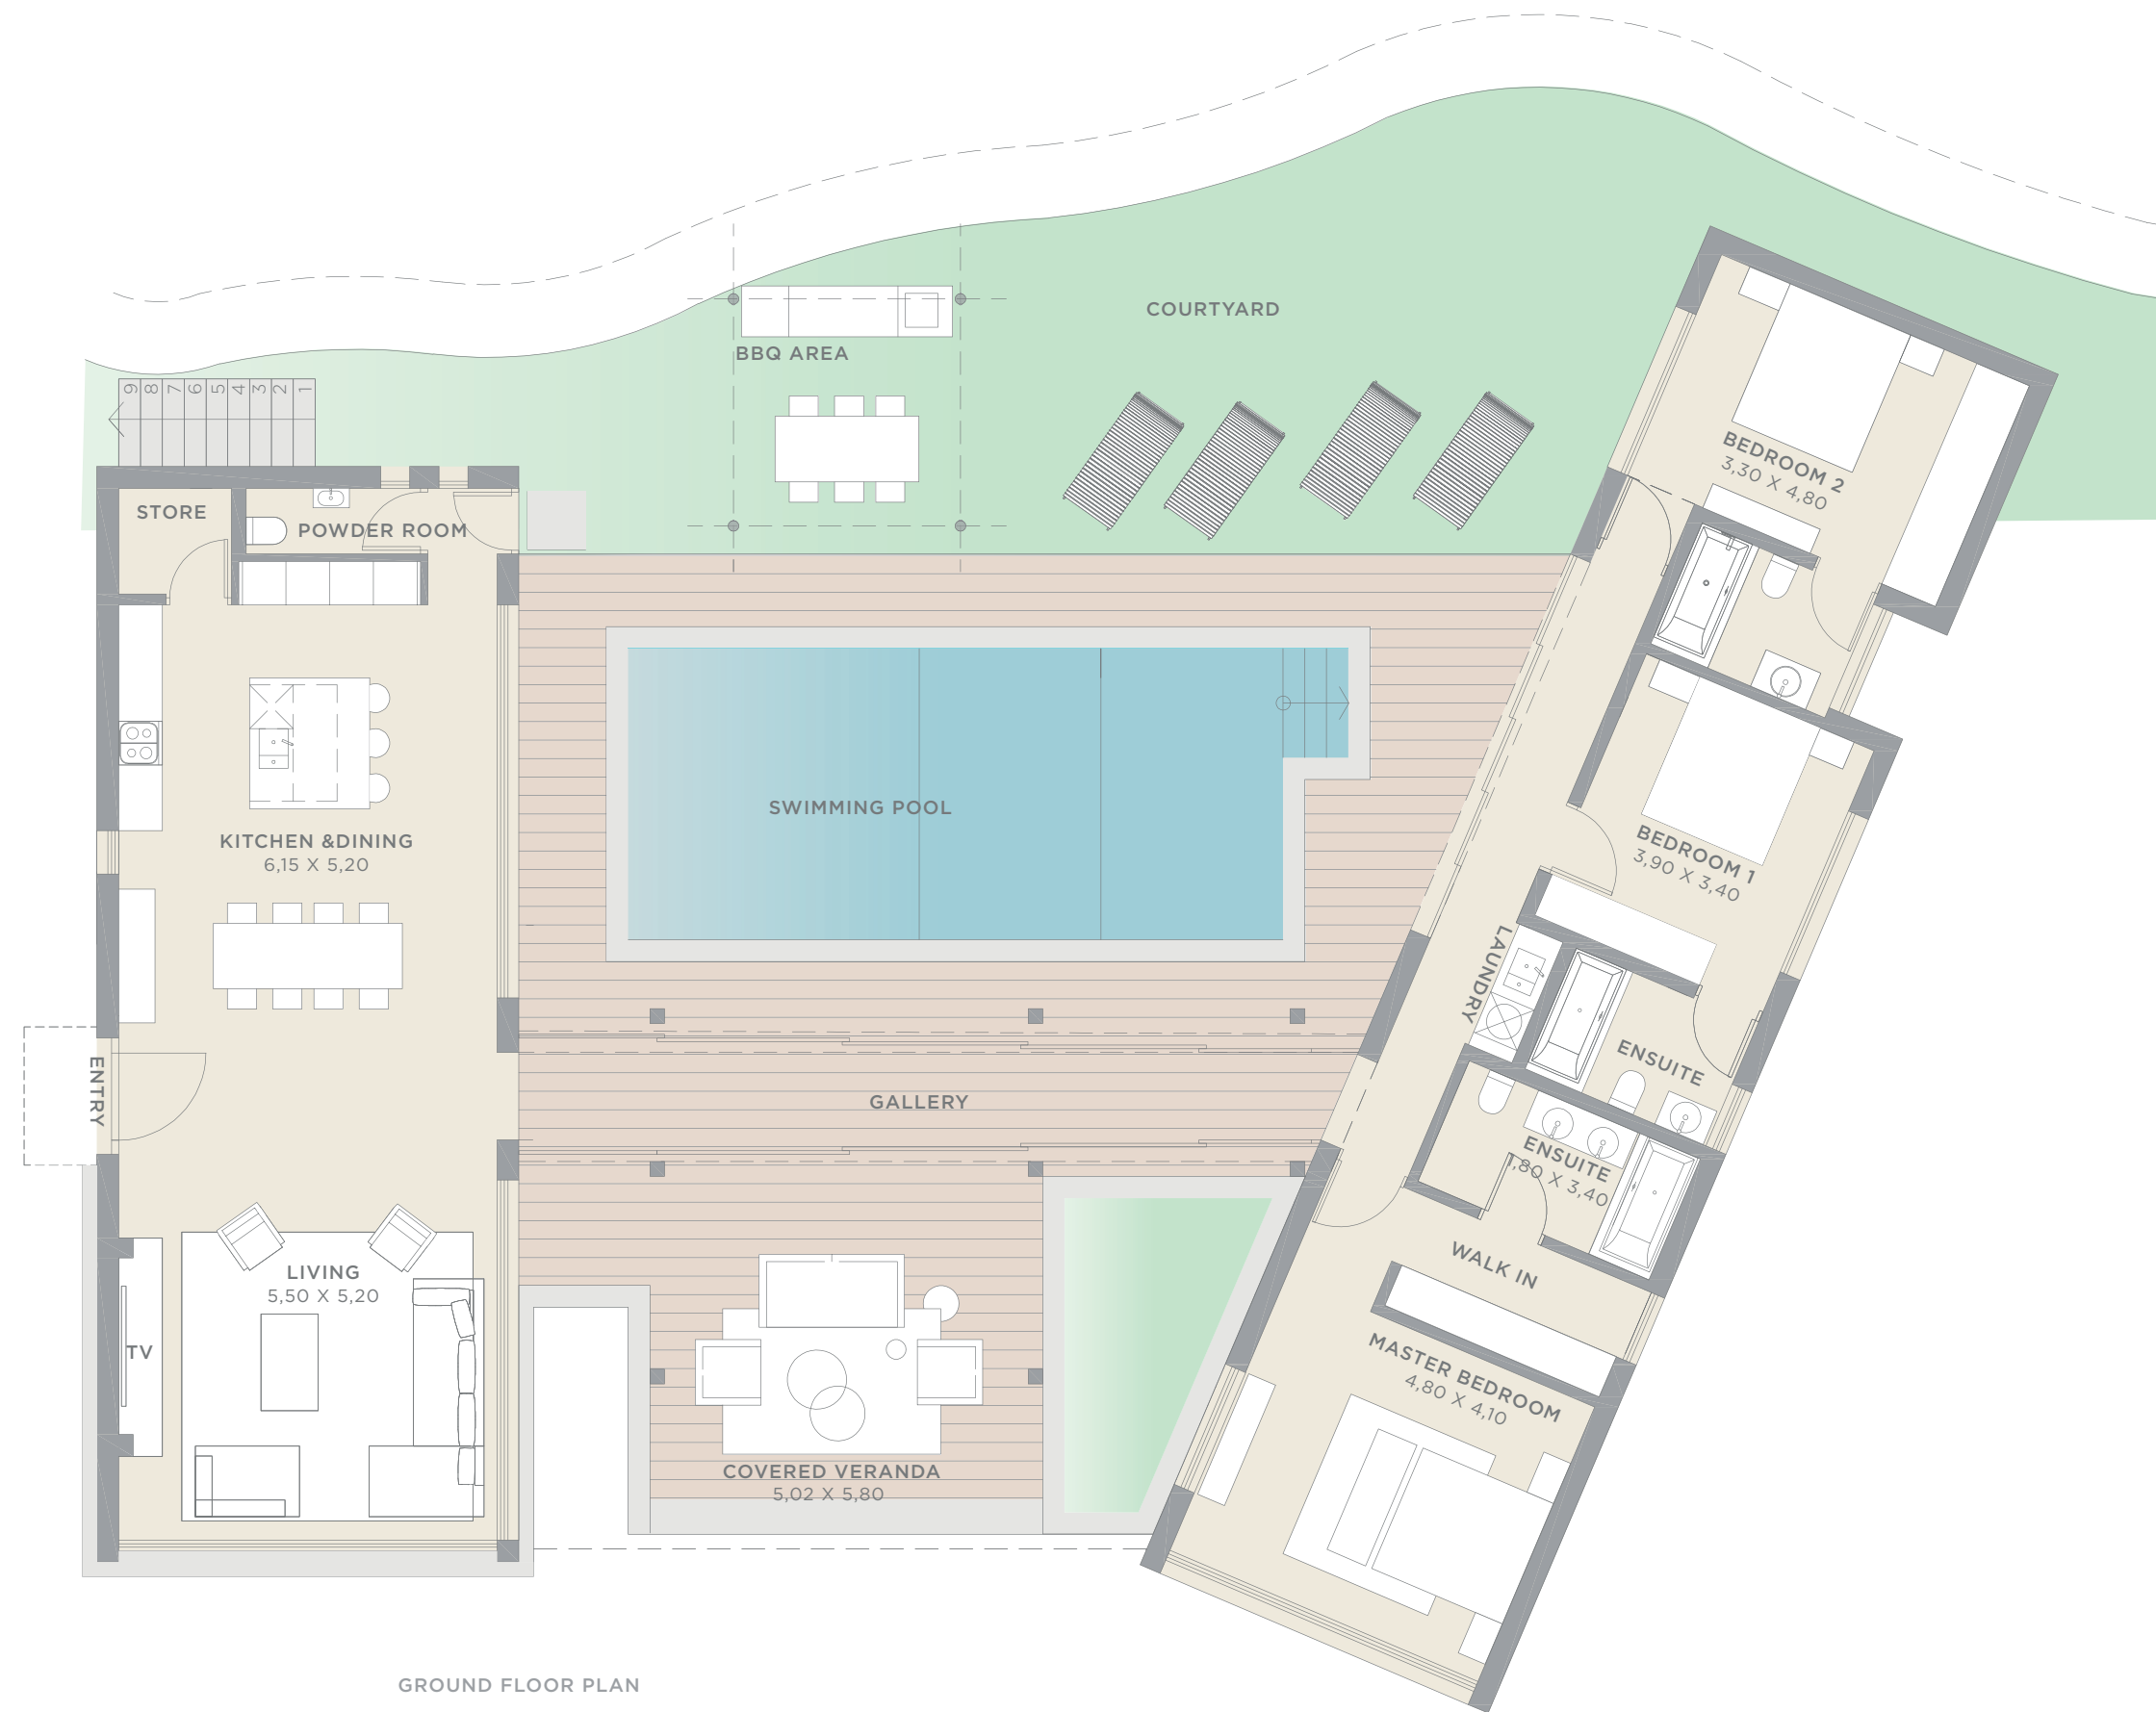 COURTYARD
BBQ AREA
9 8 7 6 5 4 3 2 1
BEDROOM 2
3,30 X 4,80
STORE
POWDER ROOM
SWIMMING POOL
KITCHEN &DINING
6,15 X 5,20
BEDROOM 1
3,90 X 3,40
LAUNDRY
ENTRY
GALLERY
ENSUITE
ENSUITE
1,80 X 3,40
WALK IN
LIVING
5,50 X 5,20
TV
MASTER BEDROOM
4,80 X 4,10
COVERED VERANDA
5,02 X 5,80
GROUND FLOOR PLAN